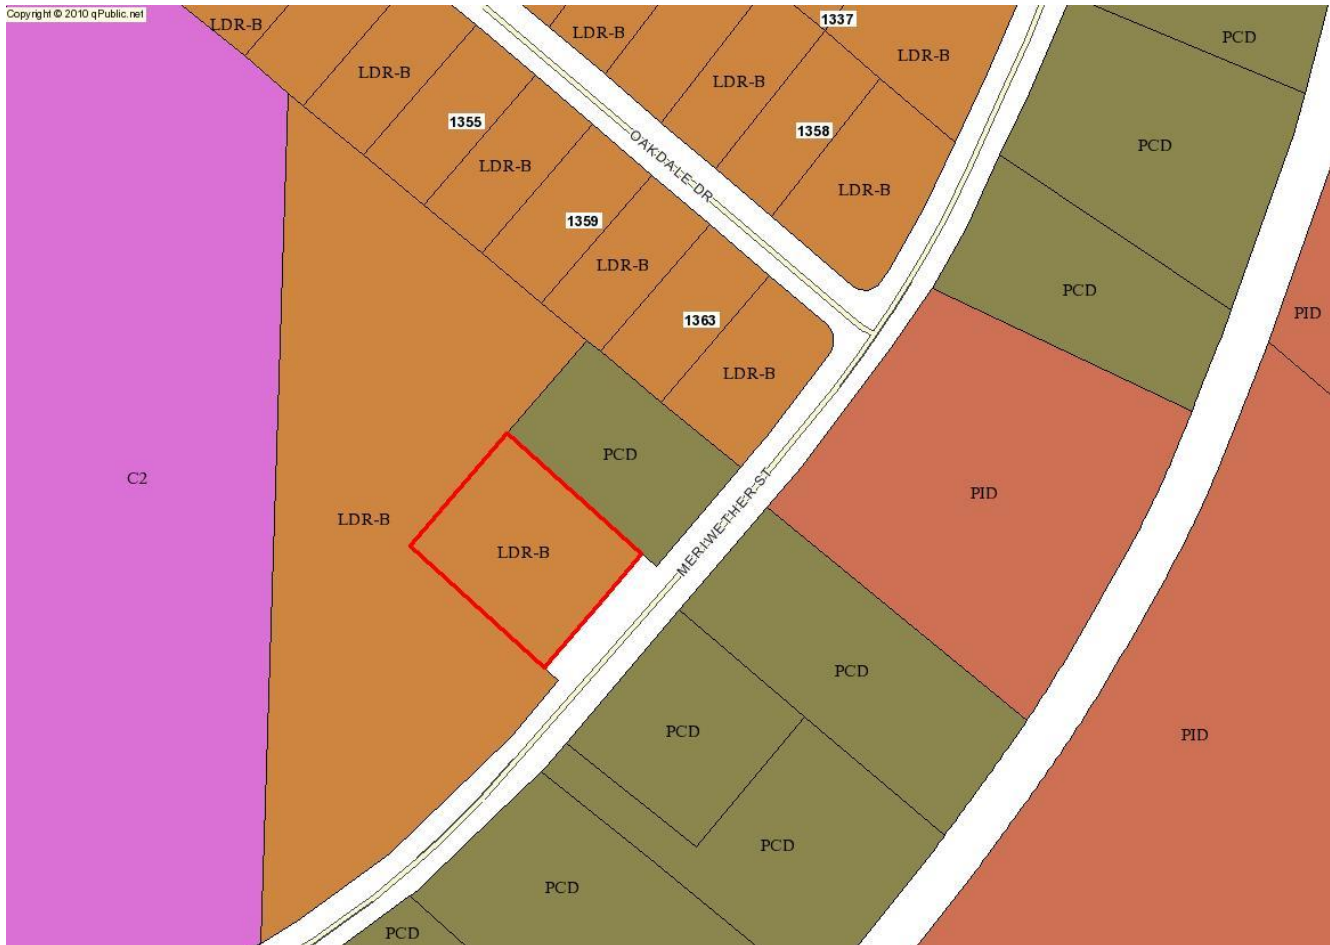 Copyright © 2010 qPublic.net
LDR-B
LDR-B
1337
PCD
LDR-B
LDR-B
LDR-B
1355
1358
PCD
LDR-B
OAKDALE DR
LDR-B
1359
LDR-B
PCD
1363
PID
LDR-B
PCD
C2
PID
LDR-B
LDR-B
MERIWETHER ST
PCD
PCD
PID
PCD
PCD
PCD